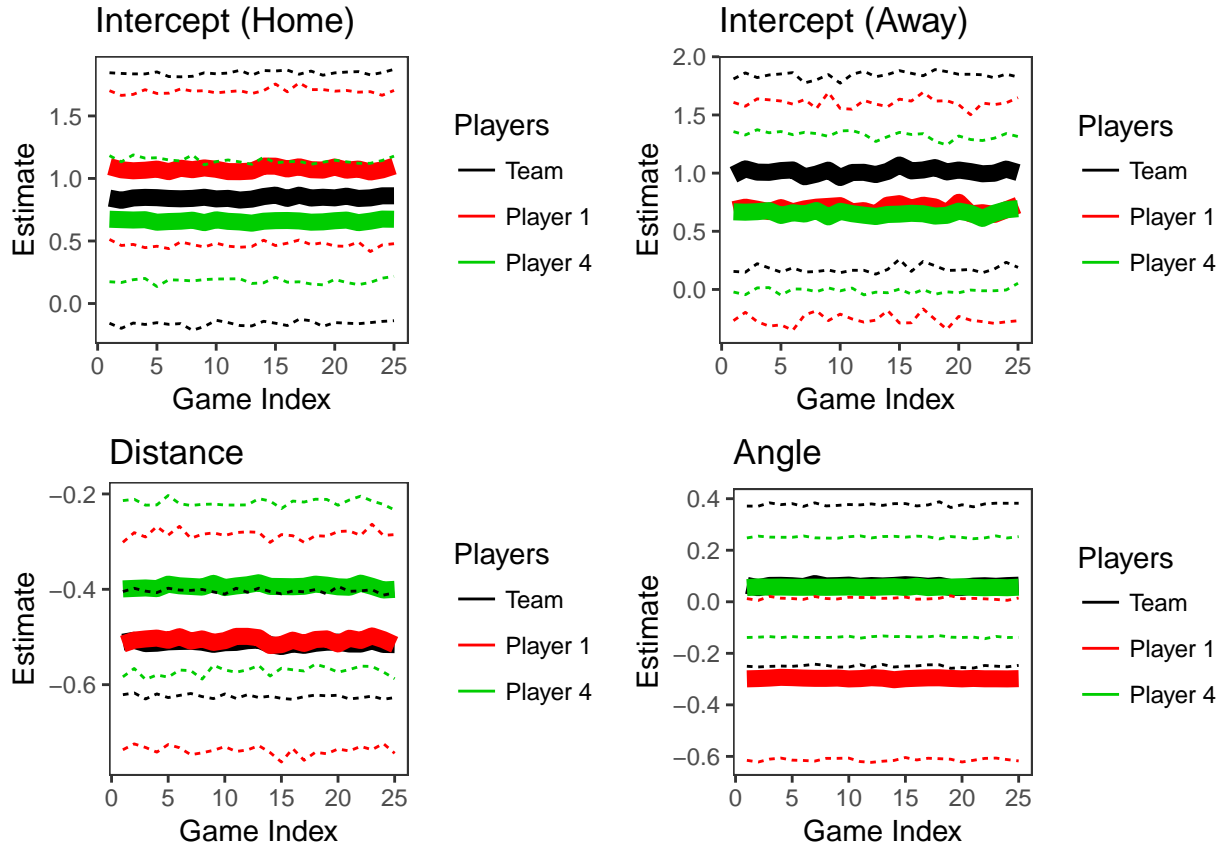 Intercept (Home)
Estimate
1.5
1.0
0.5
0.0
0 5 10 15 20 25
Game Index
Players
Team
Player 1
Player 4
Intercept (Away)
Estimate
2.0
1.5
1.0
0.5
0.0
0 5 10 15 20 25
Game Index
Players
Team
Player 1
Player 4
Distance
Estimate
−0.2
−0.4
−0.6
0 5 10 15 20 25
Game Index
Players
Team
Player 1
Player 4
Angle
Estimate
0.4
0.2
0.0
−0.2
−0.4
−0.6
0 5 10 15 20 25
Game Index
Players
Team
Player 1
Player 4